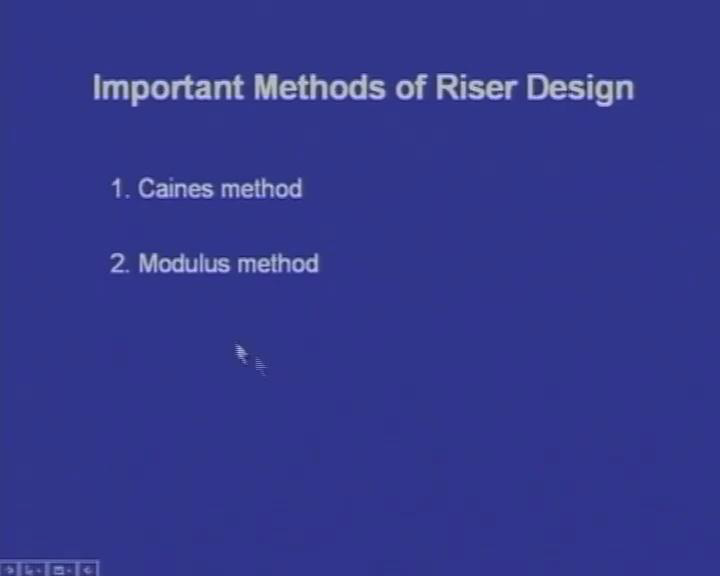 Important Methods of Riser Design
1. Caines method
2. Modulus method